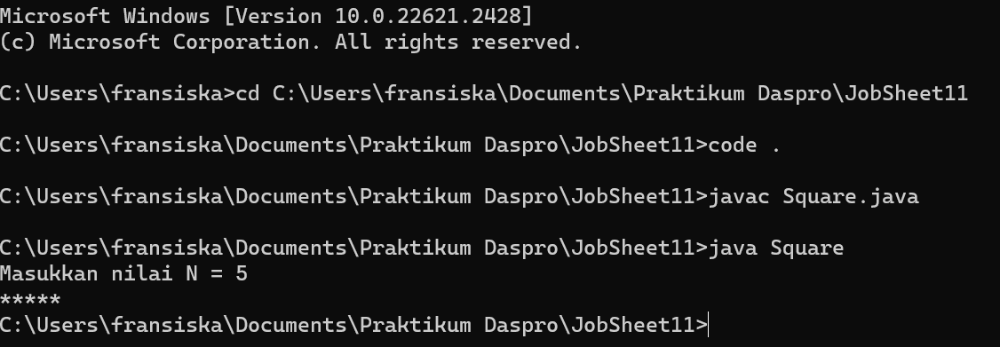 Microsoft Windows [Version 10.0.22621.2428]
(c) Microsoft Corporation. All rights reserved.
C:\Users\fransiska>cd C:\Users\fransiska\Documents\Praktikum Daspro\JobSheet11
C:\Users\fransiska\Documents\Praktikum Daspro\JobSheet11>code .
C:\Users\fransiska\Documents\Praktikum Daspro\JobSheet11>javac Square.java
C:\Users\fransiska\Documents\Praktikum Daspro\JobSheet11>java Square
Masukkan nilai N = 5
*****
C:\Users\fransiska\Documents\Praktikum Daspro\JobSheet11>